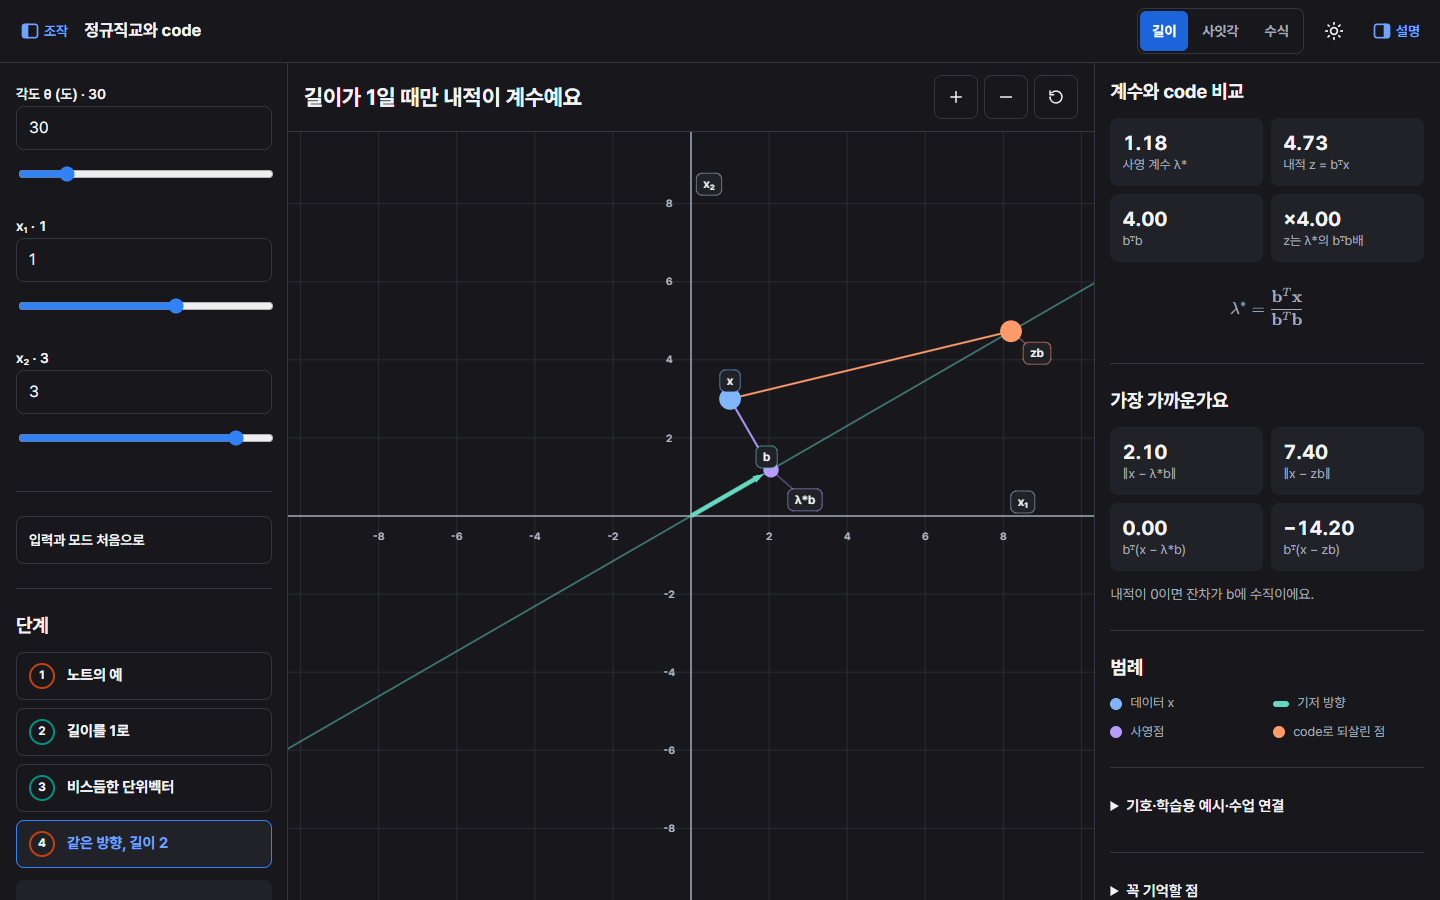 조작
정규직교와 code
길이
사잇각
수식
설명
각도 θ (도) · 30
30
x₁ · 1
1
x₂ · 3
3
입력과 모드 처음으로
단계
1 노트의 예
2 길이를 1로
3 비스듬한 단위벡터
4 같은 방향, 길이 2
길이가 1일 때만 내적이 계수예요
+
−
x₂
8
6
4
2
-8 -6 -4 -2 2 4 6 8
-2
-4
-6
-8
x
zb
b
λ*b
x₁
계수와 code 비교
1.18
사영 계수 λ*
4.73
내적 z = bᵀx
4.00
bᵀb
×4.00
z는 λ*의 bᵀb배
λ* = bᵀx / bᵀb
가장 가까운가요
2.10
‖x − λ*b‖
7.40
‖x − zb‖
0.00
bᵀ(x − λ*b)
−14.20
bᵀ(x − zb)
내적이 0이면 잔차가 b에 수직이에요.
범례
데이터 x
기저 방향
사영점
code로 되살린 점
▶ 기호·학습용 예시·수업 연결
▶ 꼭 기억할 점